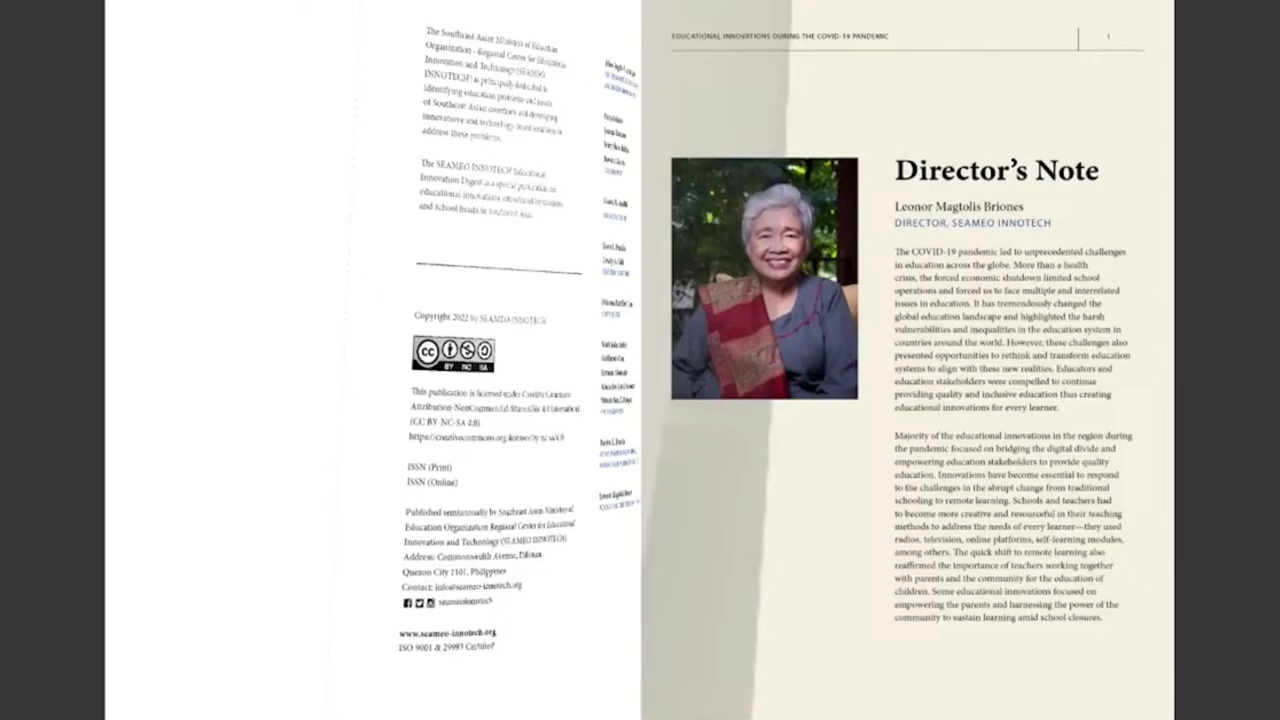 The Southeast Asian Ministers of Education
Organization - Regional Center for Educational
Innovation and Technology (SEAMEO
INNOTECH) is principally dedicated to
identifying education problems and needs
of Southeast Asian countries and developing
innovative and technology-based solutions to
address these problems.
The SEAMEO INNOTECH Educational
Innovation Digest is a special publication on
educational innovations introduced by teachers
and school heads in Southeast Asia.
Copyright 2022 by SEAMEO INNOTECH
CC
BY NC SA
This publication is licensed under Creative Commons
Attribution-NonCommercial-ShareAlike 4.0 International
(CC BY-NC-SA 4.0)
ISSN (Print)
ISSN (Online)
Published semiannually by Southeast Asian Ministers of
Education Organization Regional Center for Educational
Innovation and Technology (SEAMEO INNOTECH)
Address: Commonwealth Avenue, Diliman,
Quezon City 1101, Philippines
Contact: info@seameo-innotech.org
seameoinnotech
www.seameo-innotech.org
ISO 9001 & 29993 Certified
EDUCATIONAL INNOVATIONS DURING THE COVID-19 PANDEMIC 1
Director's Note
Leonor Magtolis Briones
DIRECTOR, SEAMEO INNOTECH
The COVID-19 pandemic led to unprecedented challenges
in education across the globe. More than a health
crisis, the forced economic shutdown limited school
operations and forced us to face multiple and interrelated
issues in education. It has tremendously changed the
global education landscape and highlighted the harsh
vulnerabilities and inequalities in the education system in
countries around the world. However, these challenges also
presented opportunities to rethink and transform education
systems to align with these new realities. Educators and
education stakeholders were compelled to continue
providing quality and inclusive education thus creating
educational innovations for every learner.
Majority of the educational innovations in the region during
the pandemic focused on bridging the digital divide and
empowering education stakeholders to provide quality
education. Innovations have become essential to respond
to the challenges in the abrupt change from traditional
schooling to remote learning. Schools and teachers had
to become more creative and resourceful in their teaching
methods to address the needs of every learner—they used
radios, television, online platforms, self-learning modules,
among others. The quick shift to remote learning also
reaffirmed the importance of teachers working together
with parents and the community for the education of
children. Some educational innovations focused on
empowering the parents and harnessing the power of the
community to sustain learning amid school closures.